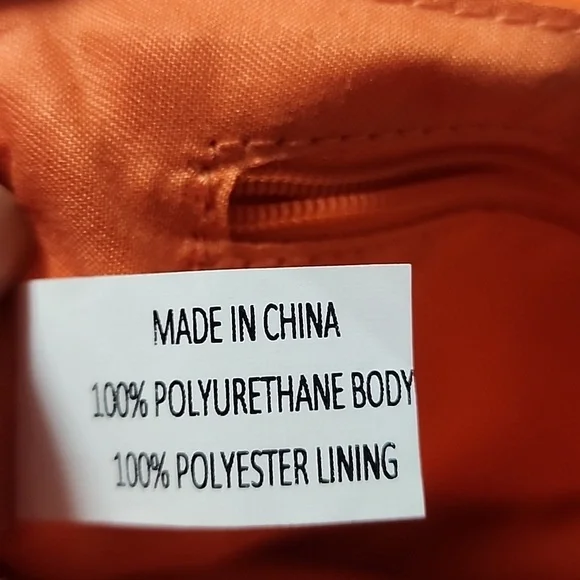 MADE IN CHINA
100% POLYURETHANE BODY
100% POLYESTER LINING